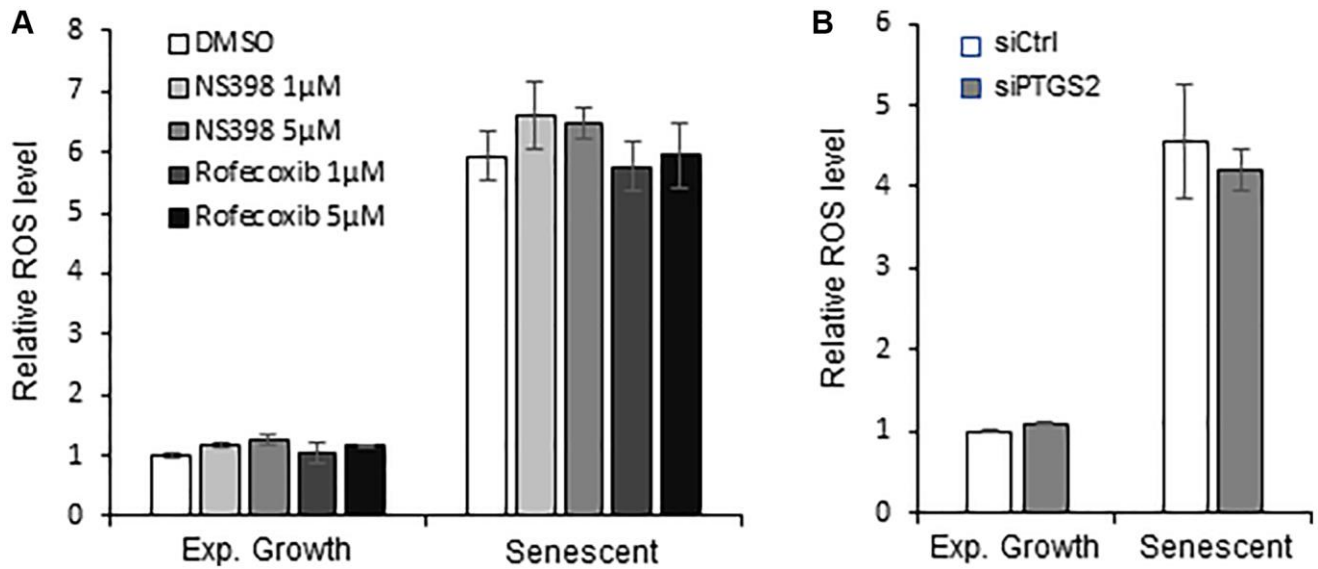 A
Relative ROS level
8
7
6
5
4
3
2
1
0
DMSO
NS398 1µM
NS398 5µM
Rofecoxib 1µM
Rofecoxib 5µM
Exp. Growth
Senescent
B
Relative ROS level
6
5
4
3
2
1
0
siCtrl
siPTGS2
Exp. Growth
Senescent